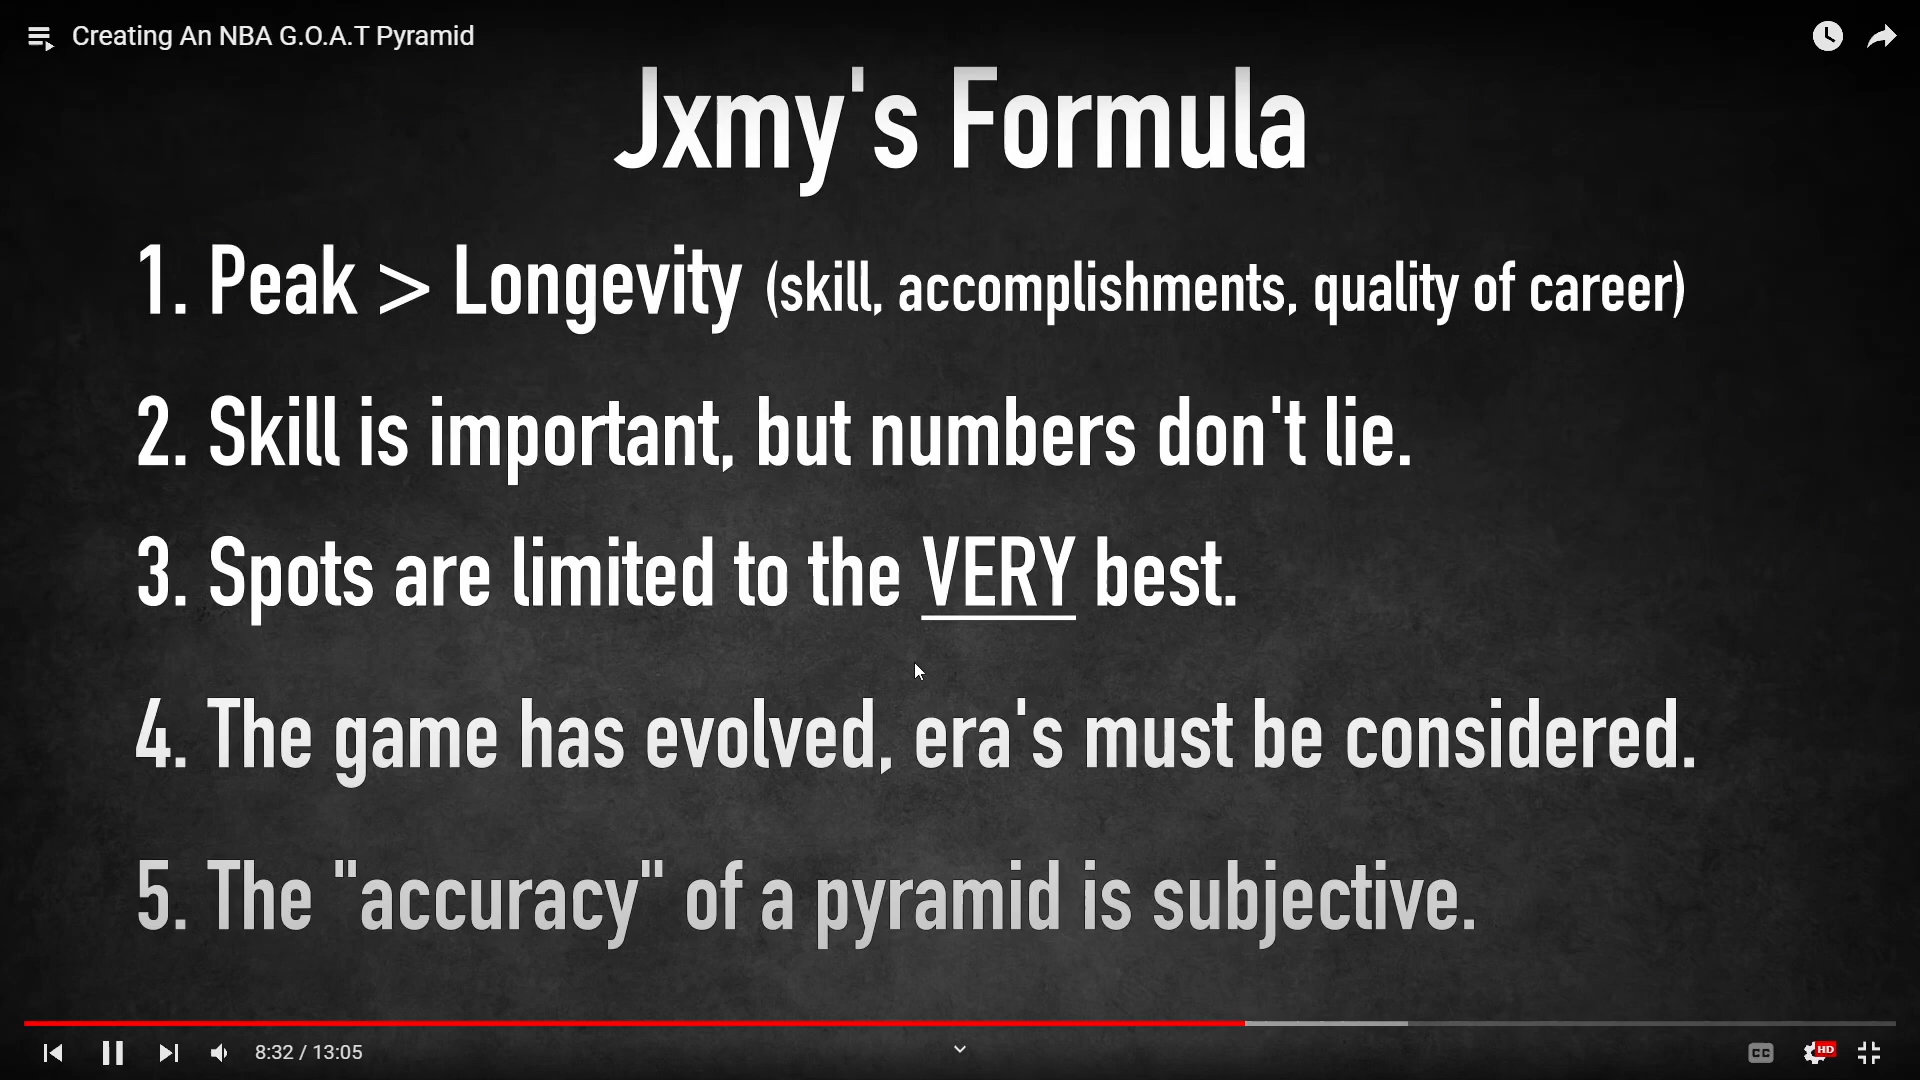 Creating An NBA G.O.A.T Pyramid
Jxmy's Formula
1. Peak > Longevity (skill, accomplishments, quality of career)
2. Skill is important, but numbers don't lie.
3. Spots are limited to the VERY best.
4. The game has evolved, era's must be considered.
5. The "accuracy" of a pyramid is subjective.
8:32 / 13:05
CC
HD